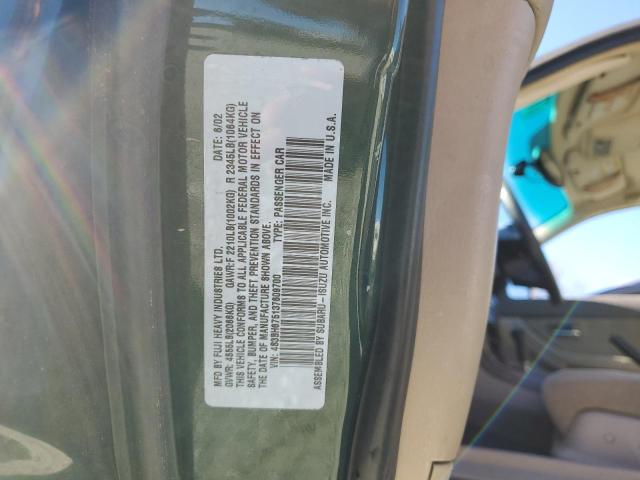 MFD BY FUJI HEAVY INDUSTRIES LTD. DATE: 8/02
GVWR: 4555LB(2066KG) GAWR:F 2210LB(1002KG) R 2345LB(1064KG)
THIS VEHICLE CONFORMS TO ALL APPLICABLE FEDERAL MOTOR VEHICLE
SAFETY, BUMPER, AND THEFT PREVENTION STANDARDS IN EFFECT ON
THE DATE OF MANUFACTURE SHOWN ABOVE.
VIN: 4S3BH675137609700 TYPE: PASSENGER CAR
ASSEMBLED BY SUBARU-ISUZU AUTOMOTIVE INC. MADE IN U.S.A.